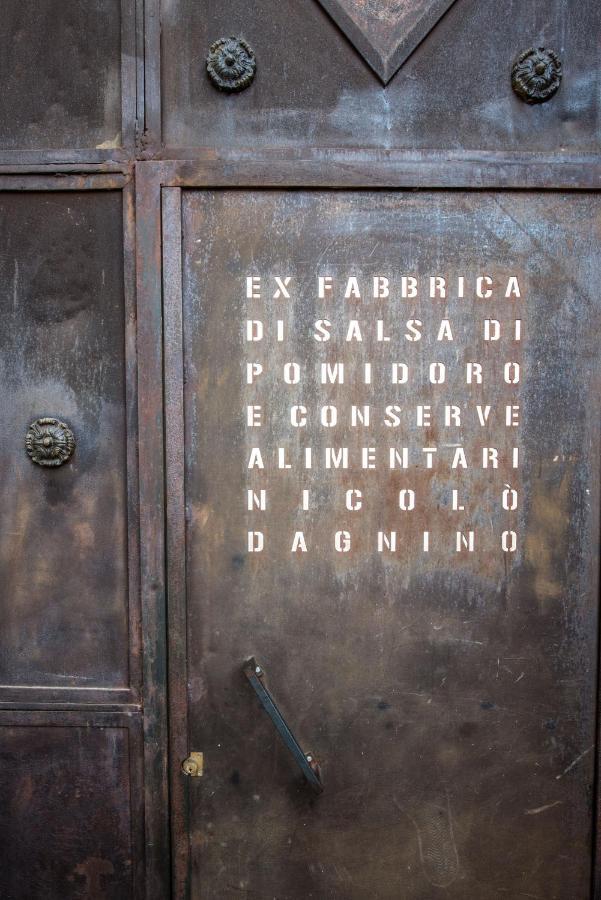 EX FABBRICA
DI SALSA DI
POMIDORO
E CONSERVE
ALIMENTARI
NICOLÒ
DAGNINO